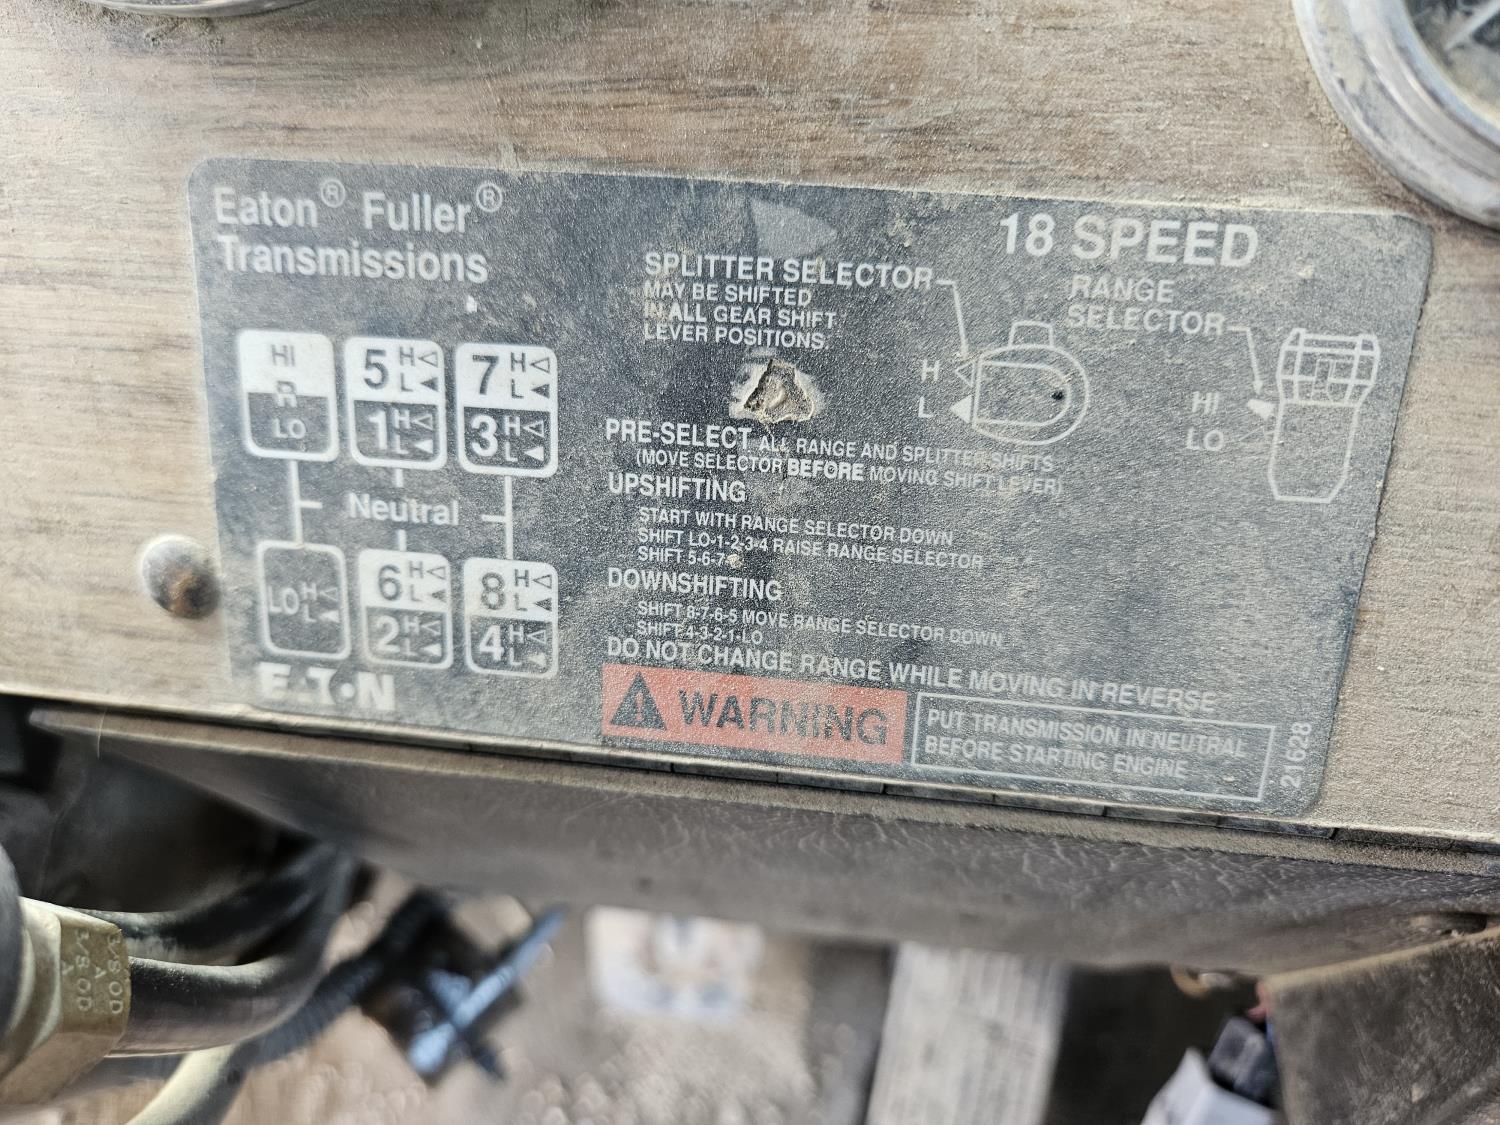 Eaton® Fuller®
Transmissions
18 SPEED
SPLITTER SELECTOR
MAY BE SHIFTED
IN ALL GEAR SHIFT
LEVER POSITIONS.
RANGE
SELECTOR
H
L
HI
LO
HI
R
LO
5 H L
1 H L
7 H L
3 H L
Neutral
LO H L
6 H L
2 H L
8 H L
4 H L
PRE-SELECT ALL RANGE AND SPLITTER SHIFTS
(MOVE SELECTOR BEFORE MOVING SHIFT LEVER)
UPSHIFTING
START WITH RANGE SELECTOR DOWN
SHIFT LO-1-2-3-4 RAISE RANGE SELECTOR
SHIFT 5-6-7-
DOWNSHIFTING
SHIFT 8-7-6-5 MOVE RANGE SELECTOR DOWN
SHIFT 4-3-2-1-LO
DO NOT CHANGE RANGE WHILE MOVING IN REVERSE
WARNING
PUT TRANSMISSION IN NEUTRAL
BEFORE STARTING ENGINE
21628
E T•N